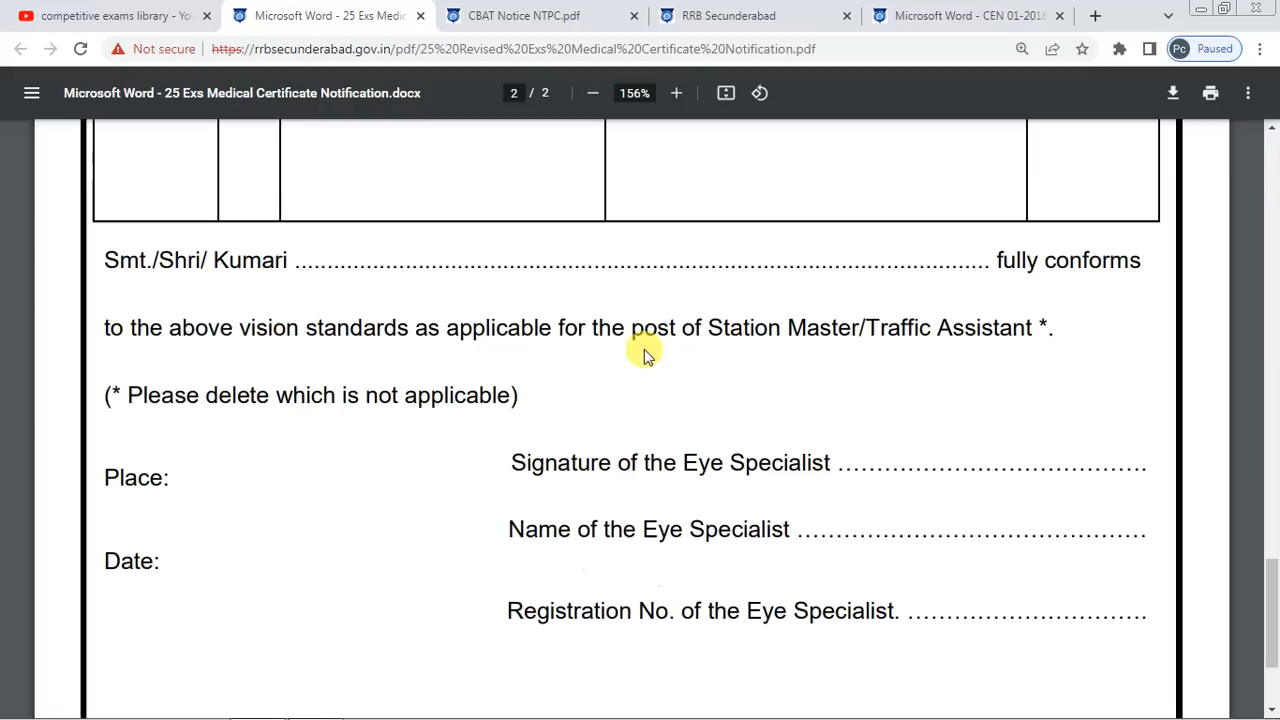 competitive exams library - Yo
Microsoft Word - 25 Exs Medic
CBAT Notice NTPC.pdf
RRB Secunderabad
Microsoft Word - CEN 01-2018
Not secure
https://rrbsecunderabad.gov.in/pdf/25%20Revised%20Exs%20Medical%20Certificate%20Notification.pdf
Pc Paused
Microsoft Word - 25 Exs Medical Certificate Notification.docx
2 / 2
156%
Smt./Shri/ Kumari ............................................................................................................ fully conforms
to the above vision standards as applicable for the post of Station Master/Traffic Assistant *.
(* Please delete which is not applicable)
Signature of the Eye Specialist ……………………………………….
Place:
Name of the Eye Specialist ………………………………………………
Date:
Registration No. of the Eye Specialist. ……………………………….